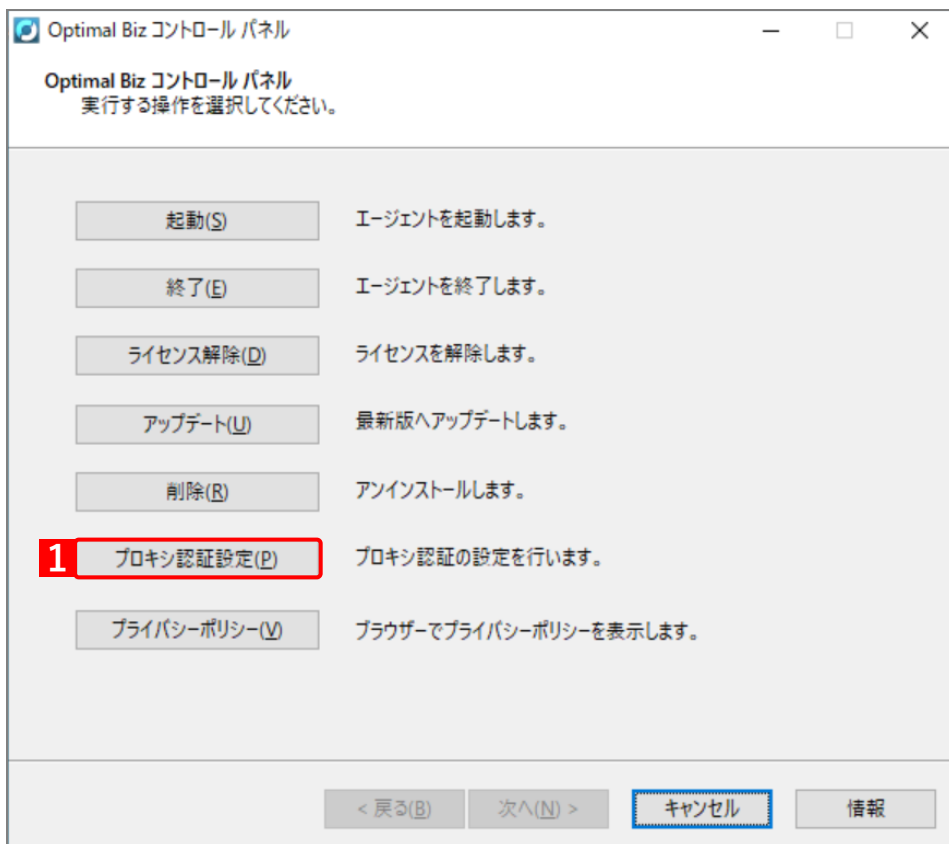 Optimal Biz コントロール パネル
Optimal Biz コントロール パネル
実行する操作を選択してください。
起動(S) エージェントを起動します。
終了(E) エージェントを終了します。
ライセンス解除(D) ライセンスを解除します。
アップデート(U) 最新版へアップデートします。
削除(R) アンインストールします。
1 プロキシ認証設定(P) プロキシ認証の設定を行います。
プライバシーポリシー(V) ブラウザーでプライバシーポリシーを表示します。
< 戻る(B) 次へ(N) > キャンセル 情報